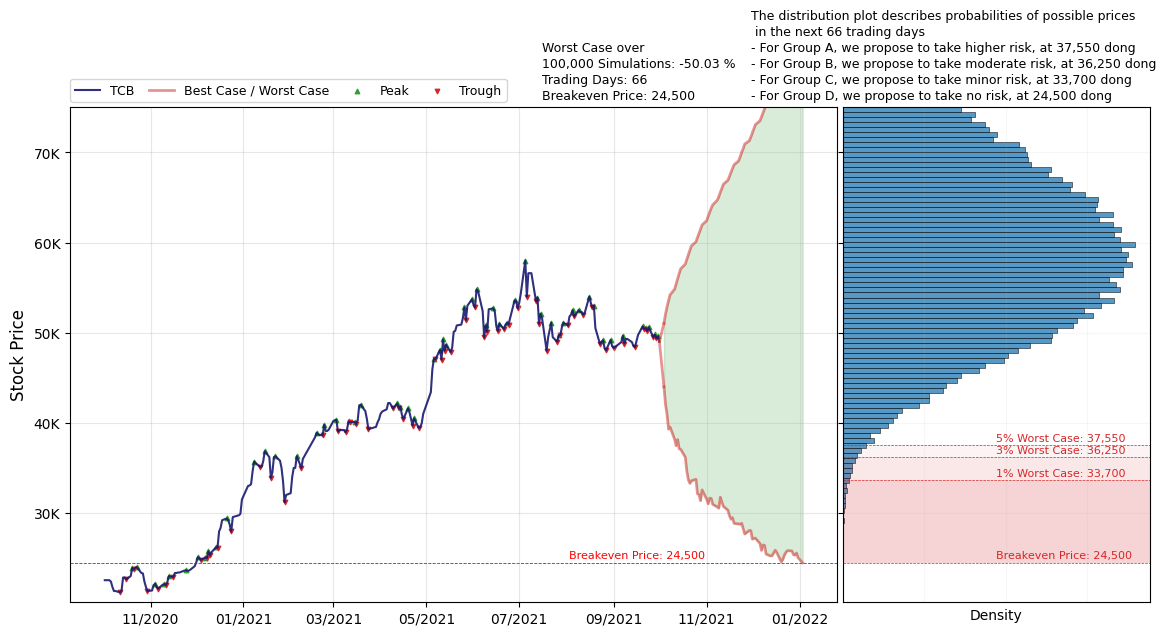 The distribution plot describes probabilities of possible prices
in the next 66 trading days
- For Group A, we propose to take higher risk, at 37,550 dong
- For Group B, we propose to take moderate risk, at 36,250 dong
- For Group C, we propose to take minor risk, at 33,700 dong
- For Group D, we propose to take no risk, at 24,500 dong
Worst Case over
100,000 Simulations: -50.03 %
Trading Days: 66
Breakeven Price: 24,500
TCB
Best Case / Worst Case
Peak
Trough
Stock Price
70K
60K
50K
40K
30K
Breakeven Price: 24,500
11/2020
01/2021
03/2021
05/2021
07/2021
09/2021
11/2021
01/2022
5% Worst Case: 37,550
3% Worst Case: 36,250
1% Worst Case: 33,700
Breakeven Price: 24,500
Density